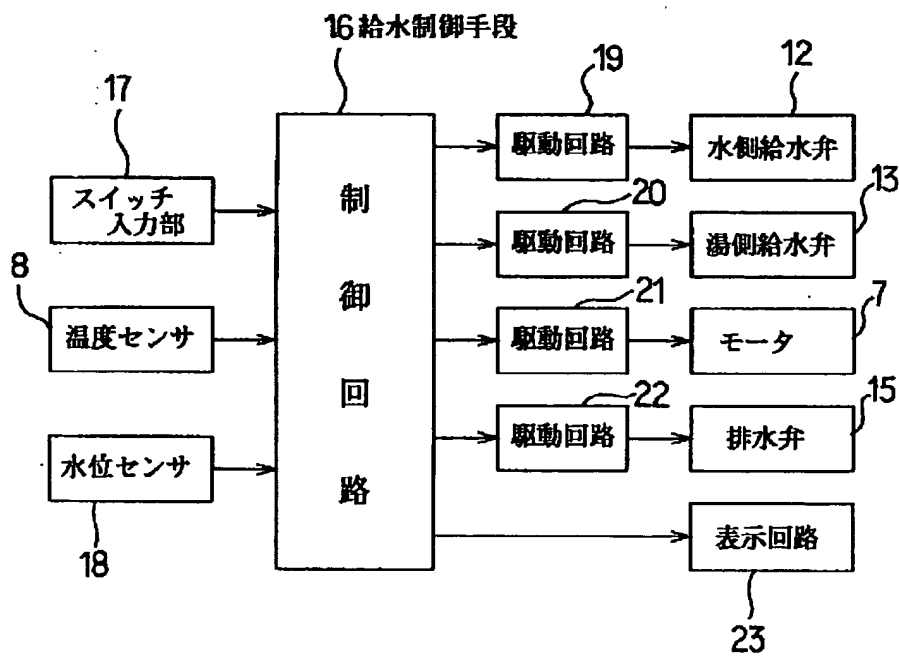 16 給水制御手段
17
スイッチ
入力部
8
温度センサ
水位センサ
18
制御回路
19
駆動回路
12
水側給水弁
20
駆動回路
13
湯側給水弁
21
駆動回路
7
モータ
22
駆動回路
15
排水弁
表示回路
23